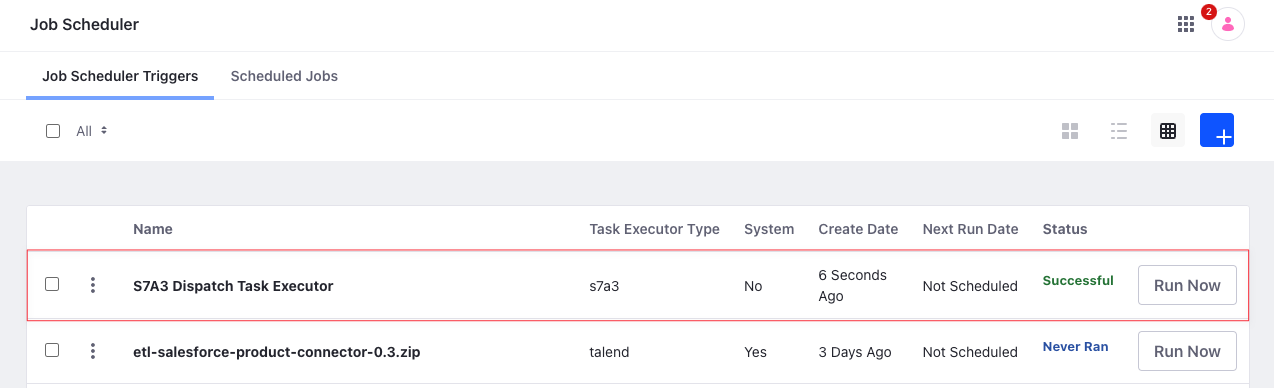 Job Scheduler
2
Job Scheduler Triggers Scheduled Jobs
All
Name Task Executor Type System Create Date Next Run Date Status
S7A3 Dispatch Task Executor s7a3 No 6 Seconds Ago Not Scheduled Successful Run Now
etl-salesforce-product-connector-0.3.zip talend Yes 3 Days Ago Not Scheduled Never Ran Run Now